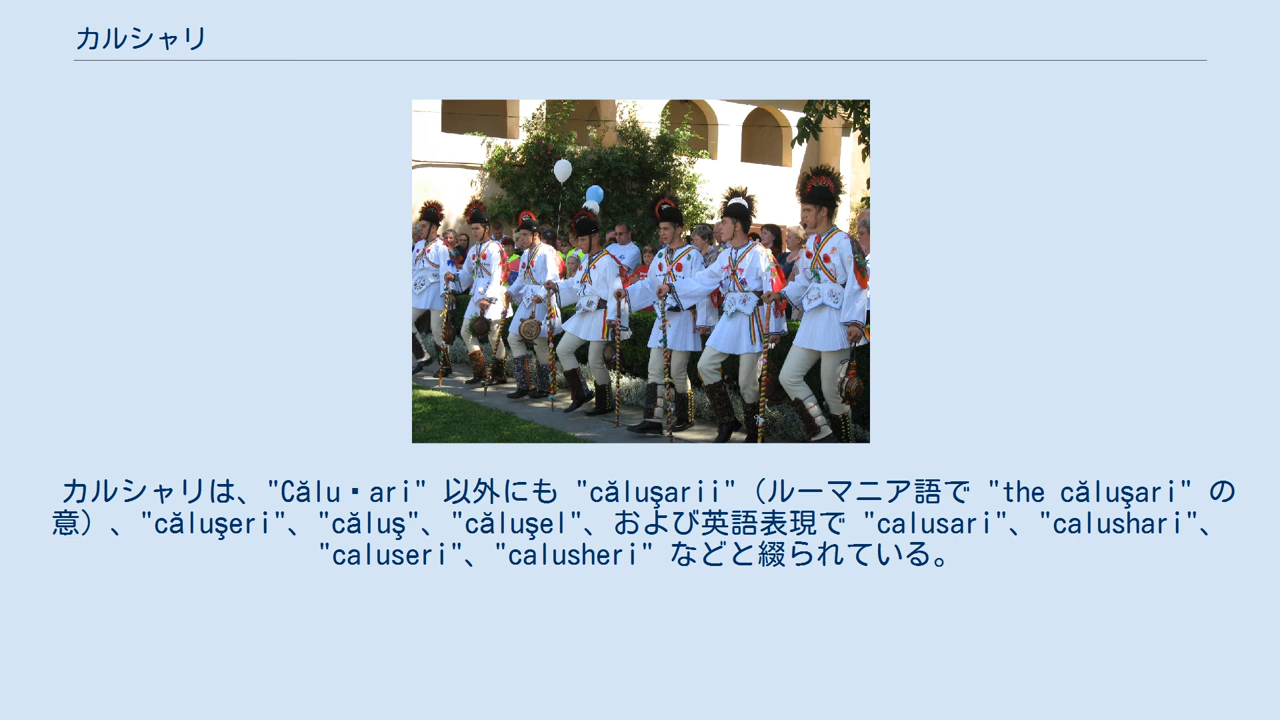 カルシャリ
カルシャリは、"Călu▪ari" 以外にも "căluşarii"（ルーマニア語で "the căluşari" の
意）、"căluşeri"、"căluş"、"căluşel"、および英語表現で "calusari"、"calushari"、
"caluseri"、"calusheri" などと綴られている。